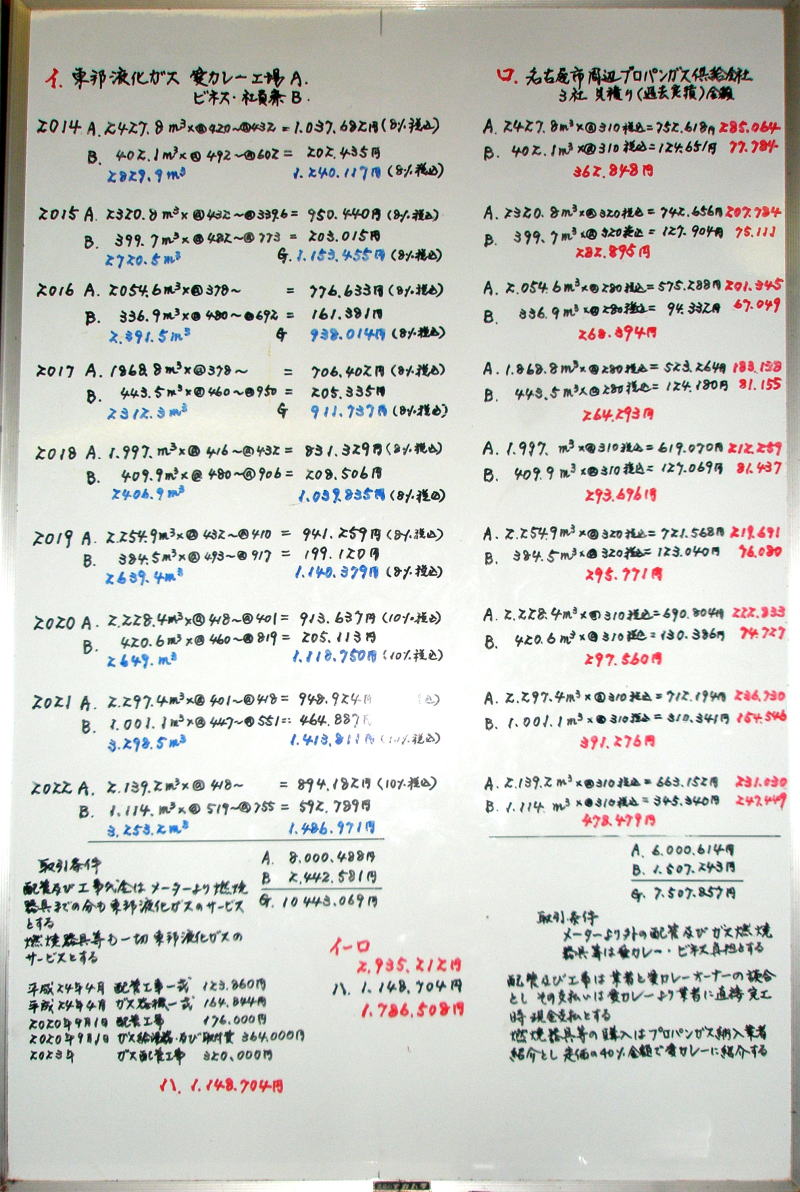 イ. 東邦液化ガス 愛カレー工場 A.
ビジネス・社員寮 B.
2014 A. 2427.8m³×@420~@432 = 1.037.682円(8%税込)
B. 402.1m³×@492~@602 = 202.435円
2829.9m³ 1.240.117円(8%税込)
2015 A. 2320.8m³×@432~@339.6 = 950.440円(8%税込)
B. 399.7m³×@482~@773 = 203.015円
2720.5m³ G. 1.153.455円(8%税込)
2016 A. 2054.6m³×@378~ = 776.633円(8%税込)
B. 336.9m³×@480~@692 = 161.381円
2.391.5m³ G 938.014円(8%税込)
2017 A. 1868.8m³×@378~ = 706.402円(8%税込)
B. 443.5m³×@460~@950 = 205.335円
2312.3m³ G 911.737円(8%税込)
2018 A. 1.997.m³×@416~@432 = 831.329円(8%税込)
B. 409.9m³×@480~@906 = 208.506円
2406.9m³ 1.039.835円(8%税込)
2019 A. 2.254.9m³×@432~@410 = 941.259円(8%税込)
B. 384.5m³×@493~@917 = 199.120円
2639.4m³ 1.140.379円(8%税込)
2020 A. 2.228.4m³×@418~@401 = 913.637円(10%税込)
B. 420.6m³×@460~@819 = 205.113円
2649.m³ 1.118.750円(10%税込)
2021 A. 2.297.4m³×@401~@418 = 948.924円
B. 1.001.1m³×@447~@551 = 464.887円
3.298.5m³ 1.413.811円(10%税込)
2022 A. 2.139.2m³×@418~ = 894.182円(10%税込)
B. 1.114.m³×@519~@755 = 592.789円
3.253.2m³ 1.486.971円
A. 8.000.488円
B 2.442.581円
G. 10443.069円
取引条件
配管及び工事代金はメーターより燃焼
器具までの分も東邦液化ガスのサービス
とする
燃焼器具等も一切東邦液化ガスの
サービスとする
平成24年4月 配管工事一式 123.860円
平成24年4月 ガス器機一式 164.844円
2020年9月1日 配管工事 176.000円
2020年9月1日 ガス給湯器・及び取付費 364.000円
2023年 ガス配管工事 320.000円
ハ. 1.148.704円
イーロ
2,935.212円
ハ. 1.148,704円
1.786,508円
ロ. 名古屋市周辺プロパンガス供給会社
3社 見積り(過去実績)金額
A. 2427.8m³×@310税込=752.618円 285.064
B. 402.1m³×@310税込=124.651円 77.784
362.848円
A. 2320.8m³×@320税込=742.656円 207.784
B. 399.7m³×@320税込=127.904円 75.111
282.895円
A. 2.054.6m³×@280税込=575.288円 201.345
B. 336.9m³×@280税込= 94.332円 67.049
268.394円
A. 1.868.8m³×@280税込=523.264円 183.138
B. 443.5m³×@280税込=124.180円 81.155
264.293円
A. 1.997. m³×@310税込=619.070円 212.259
B. 409.9m³×@310税込=127.069円 81.437
293.696円
A. 2.254.9m³×@320税込=721.568円 219.691
B. 384.5m³×@320税込=123.040円 76.080
295.771円
A. 2.228.4m³×@310税込=690.804円 222.833
B. 420.6m³×@310税込=130.386円 74.727
297.560円
A. 2.297.4m³×@310税込=712.194円 236.730
B. 1.001.1m³×@310税込=310.341円 154.546
391.276円
A. 2.139.2m³×@310税込=663.152円 231.030
B. 1.114. m³×@310税込=345.340円 247.449
478.479円
A. 6.000.614円
B. 1.507.243円
G. 7.507.857円
取引条件
メーターより外の配管及びガス燃焼
器具等は愛カレー・ビジネス負担とする
配管及び工事は業者と愛カレーオーナーの談合
とし その支払いは愛カレーより業者に直接完工
時現金支払とする
燃焼器具等の購入はプロパンガス納入業者
紹介とし 定価の40%金額で愛カレーに紹介する